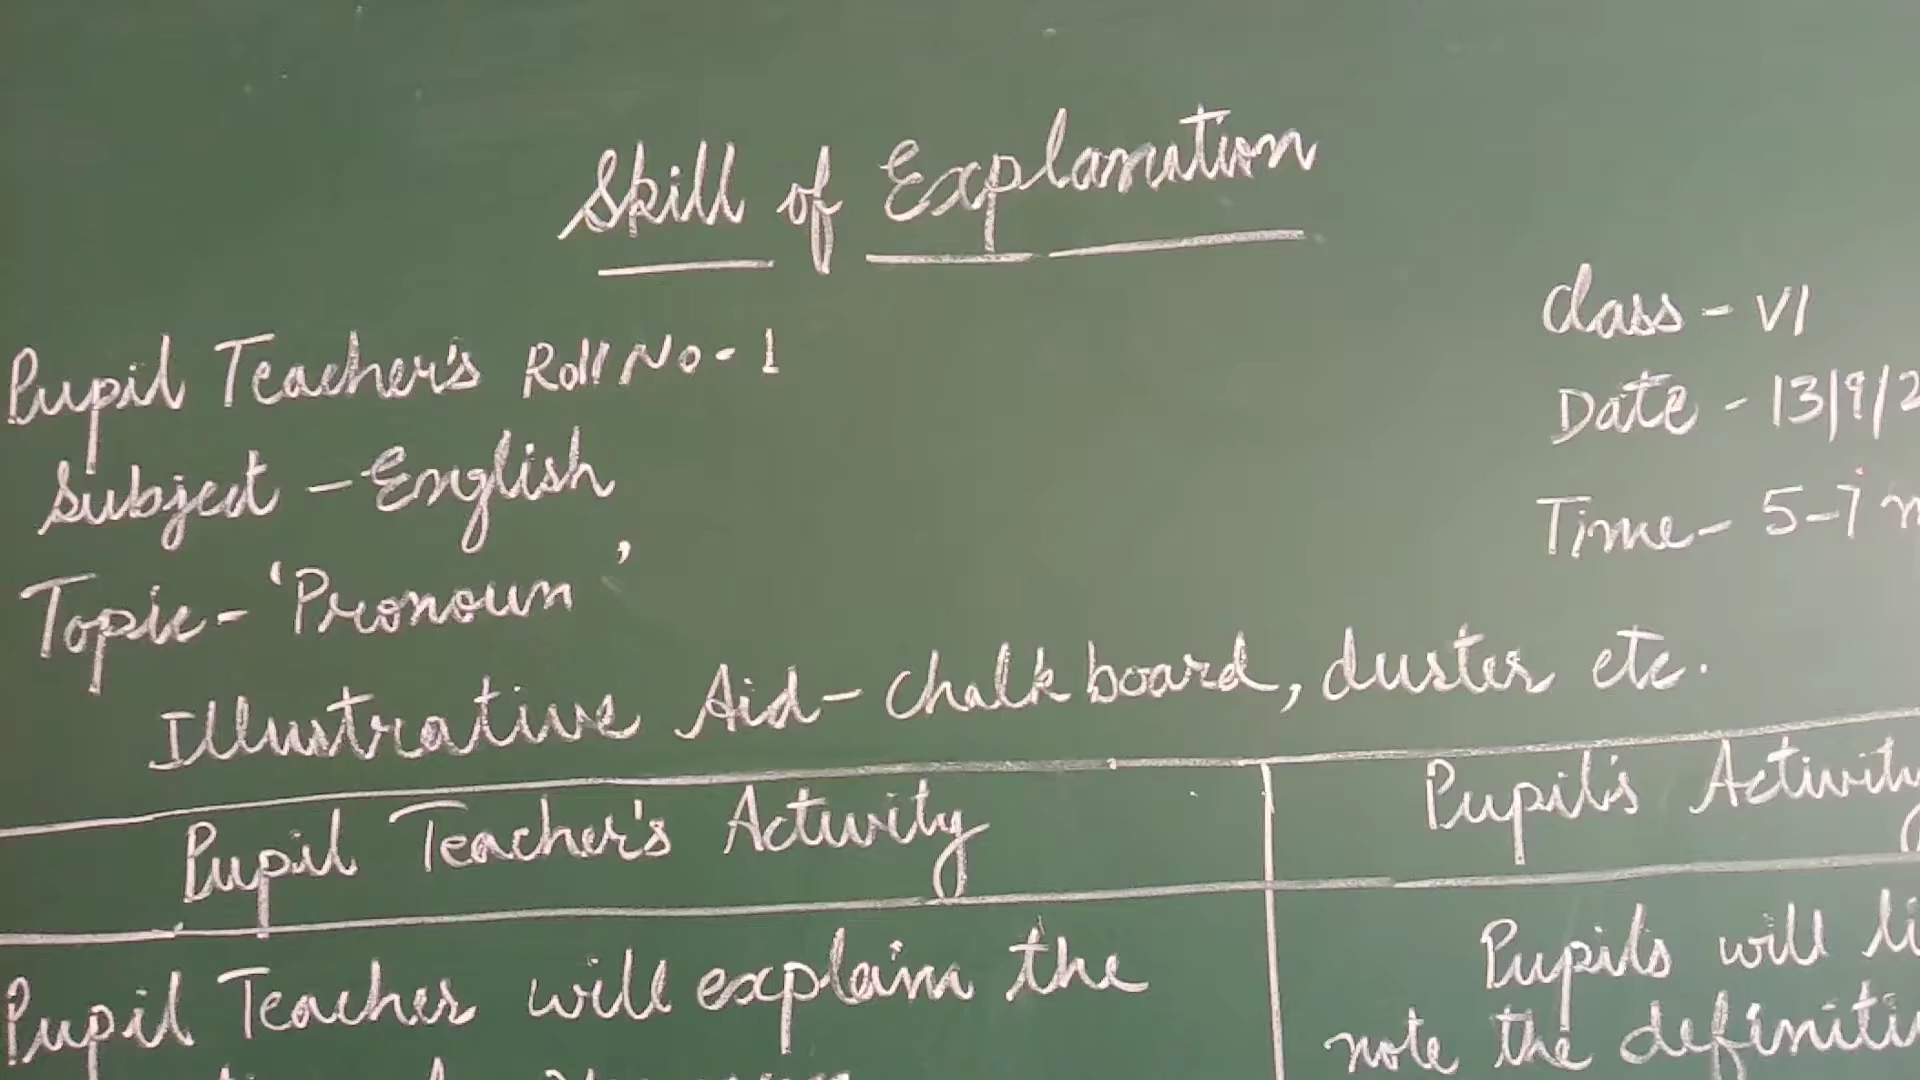 Skill of Explanation
Pupil Teacher's Roll No - 1
Class - VI
Date - 13/9/2
Subject - English
Time - 5-7 m
Topic - 'Pronoun'
Illustrative Aid - Chalk board, duster etc.
Pupil Teacher's Activity
Pupil's Activity
Pupil Teacher will explain the
Pupils will li
note the definiti